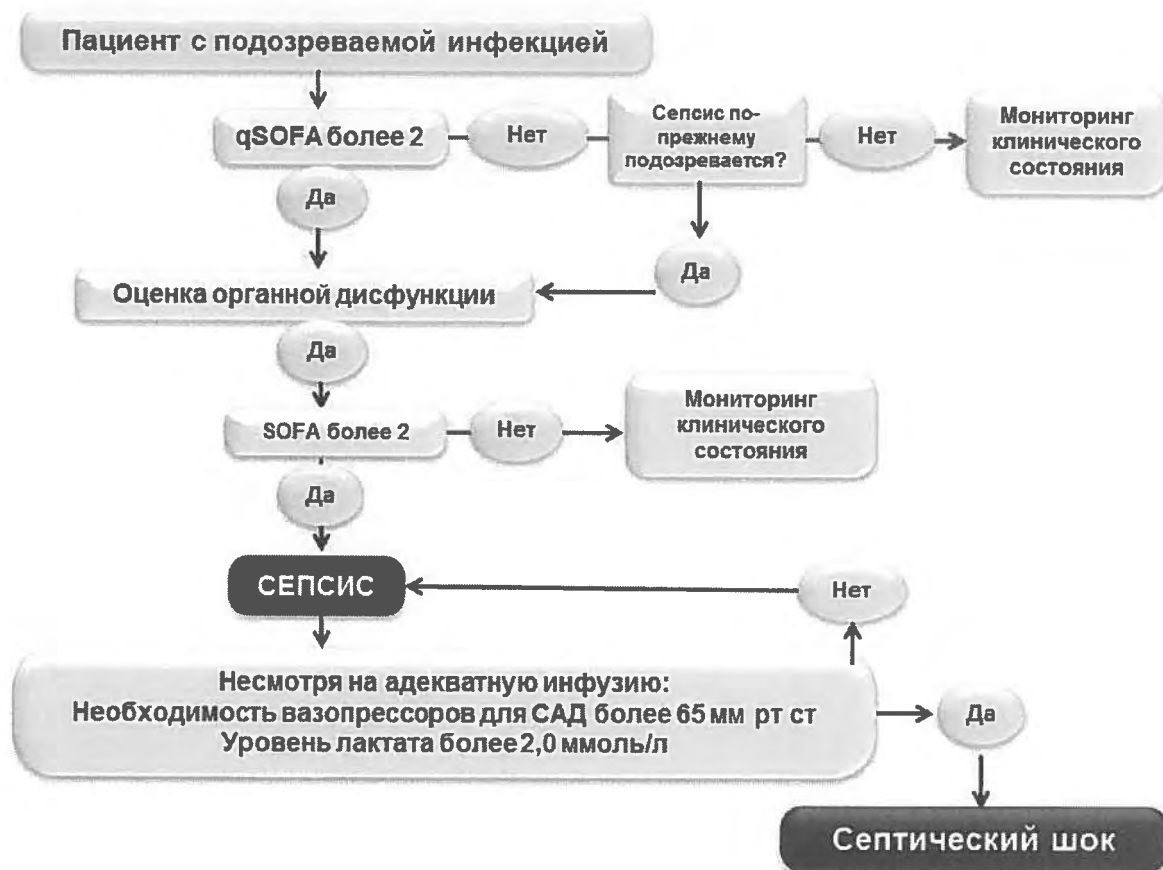 Пациент с подозреваемой инфекцией
qSOFA более 2
Нет
Сепсис по-
прежнему
подозревается?
Нет
Мониторинг
клинического
состояния
Да
Да
Оценка органной дисфункции
Да
SOFA более 2
Нет
Мониторинг
клинического
состояния
Да
СЕПСИС
Нет
Несмотря на адекватную инфузию:
Необходимость вазопрессоров для САД более 65 мм рт ст
Уровень лактата более 2,0 ммоль/л
Да
Септический шок